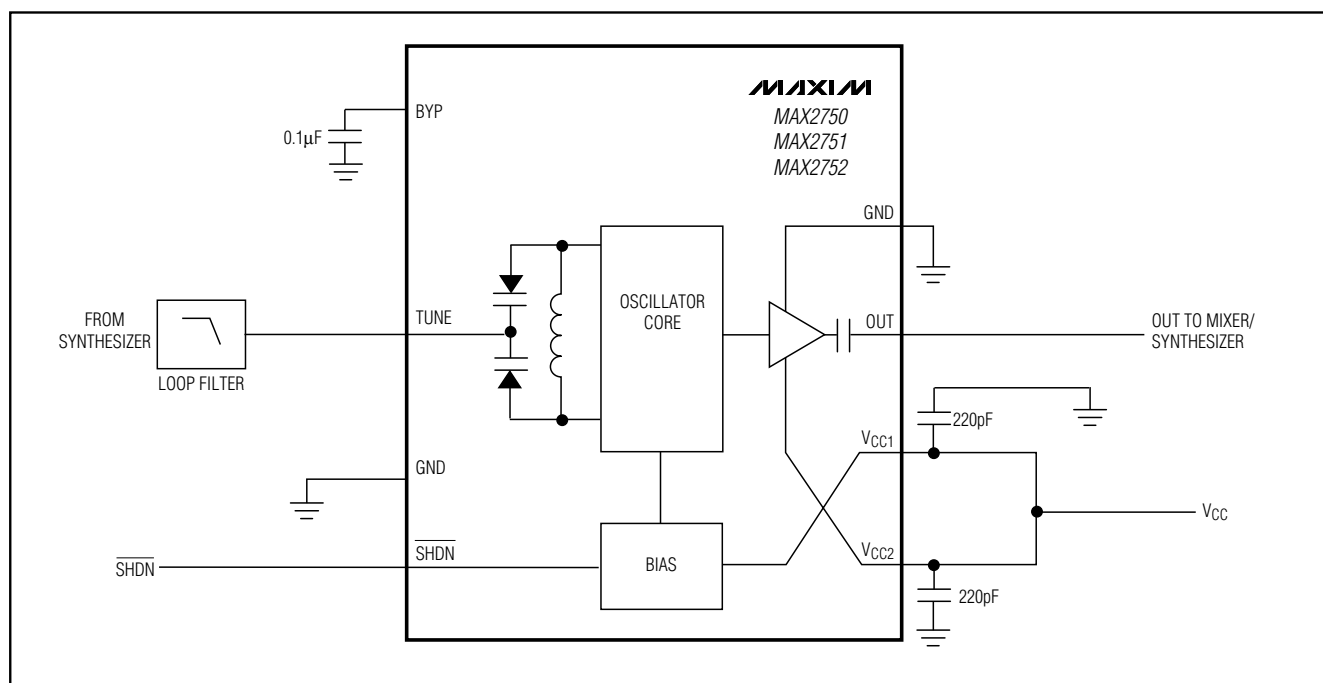 MAXIM
MAX2750
MAX2751
MAX2752
BYP
0.1µF
GND
OSCILLATOR
CORE
FROM
SYNTHESIZER
LOOP FILTER
TUNE
OUT
OUT TO MIXER/
SYNTHESIZER
220pF
VCC1
GND
VCC
SHDN
SHDN
BIAS
VCC2
220pF